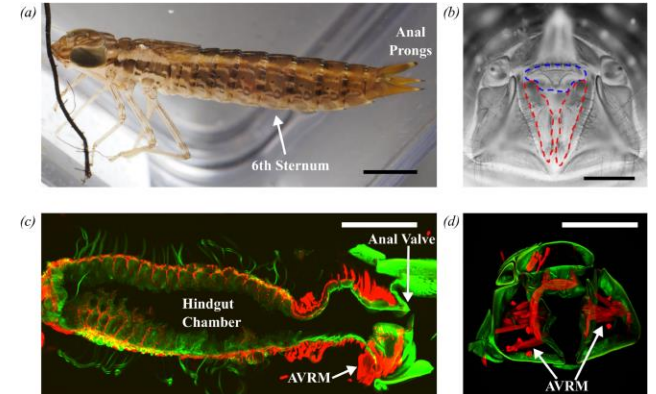 (a)
Anal
Prongs
6th Sternum
(b)
(c)
Anal Valve
Hindgut
Chamber
AVRM
(d)
AVRM